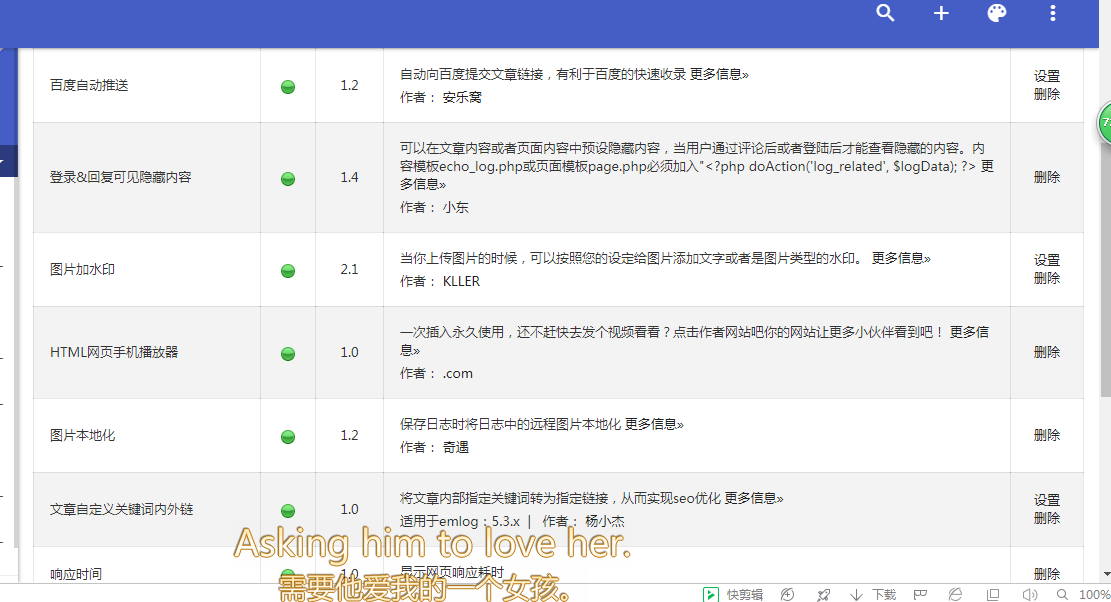 百度自动推送
1.2
自动向百度提交文章链接，有利于百度的快速收录 更多信息»
作者： 安乐窝
设置
删除
登录&回复可见隐藏内容
1.4
可以在文章内容或者页面内容中预设隐藏内容，当用户通过评论后或者登陆后才能查看隐藏的内容。内
容模板echo_log.php或页面模板page.php必须加入"<?php doAction('log_related', $logData); ?> 更
多信息»
作者： 小东
删除
图片加水印
2.1
当你上传图片的时候，可以按照您的设定给图片添加文字或者是图片类型的水印。 更多信息»
作者： KLLER
设置
删除
HTML网页手机播放器
1.0
一次插入永久使用，还不赶快去发个视频看看？点击作者网站吧你的网站让更多小伙伴看到吧！ 更多信
息»
作者： .com
删除
图片本地化
1.2
保存日志时将日志中的远程图片本地化 更多信息»
作者： 奇遇
删除
文章自定义关键词内外链
1.0
将文章内部指定关键词转为指定链接，从而实现seo优化 更多信息»
适用于emlog：5.3.x | 作者： 杨小杰
设置
删除
Asking him to love her.
响应时间
1.0
显示网页响应耗时
删除
需要他爱我的一个女孩。
快剪辑
下载
100%